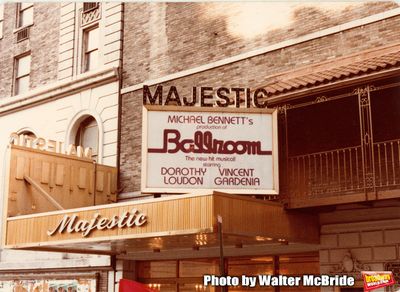 MAJESTIC
MICHAEL BENNETT's
production of
Ballroom
The new hit musical!
starring
DOROTHY VINCENT
LOUDON GARDENIA
Majestic
Photo by Walter McBride